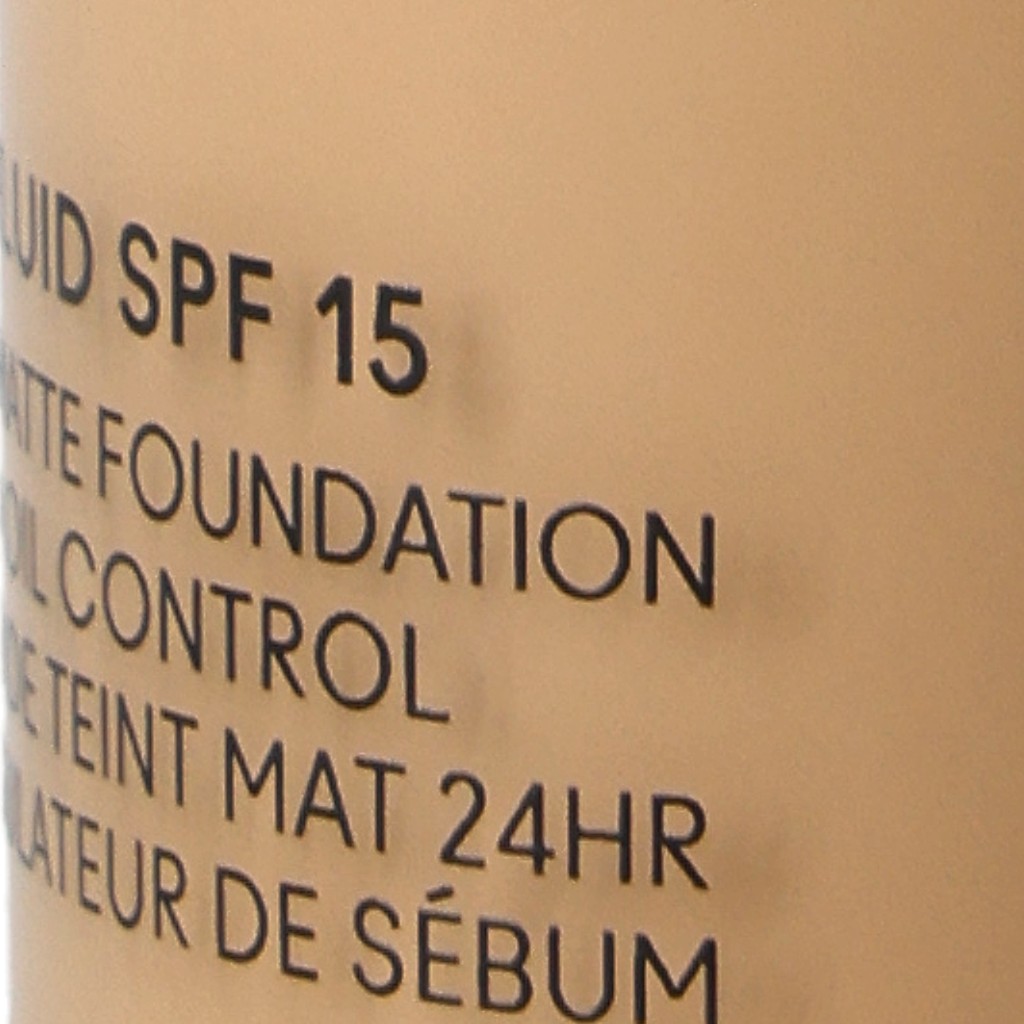 LUID SPF 15
ATTE FOUNDATION
OIL CONTROL
DE TEINT MAT 24HR
LATEUR DE SÉBUM